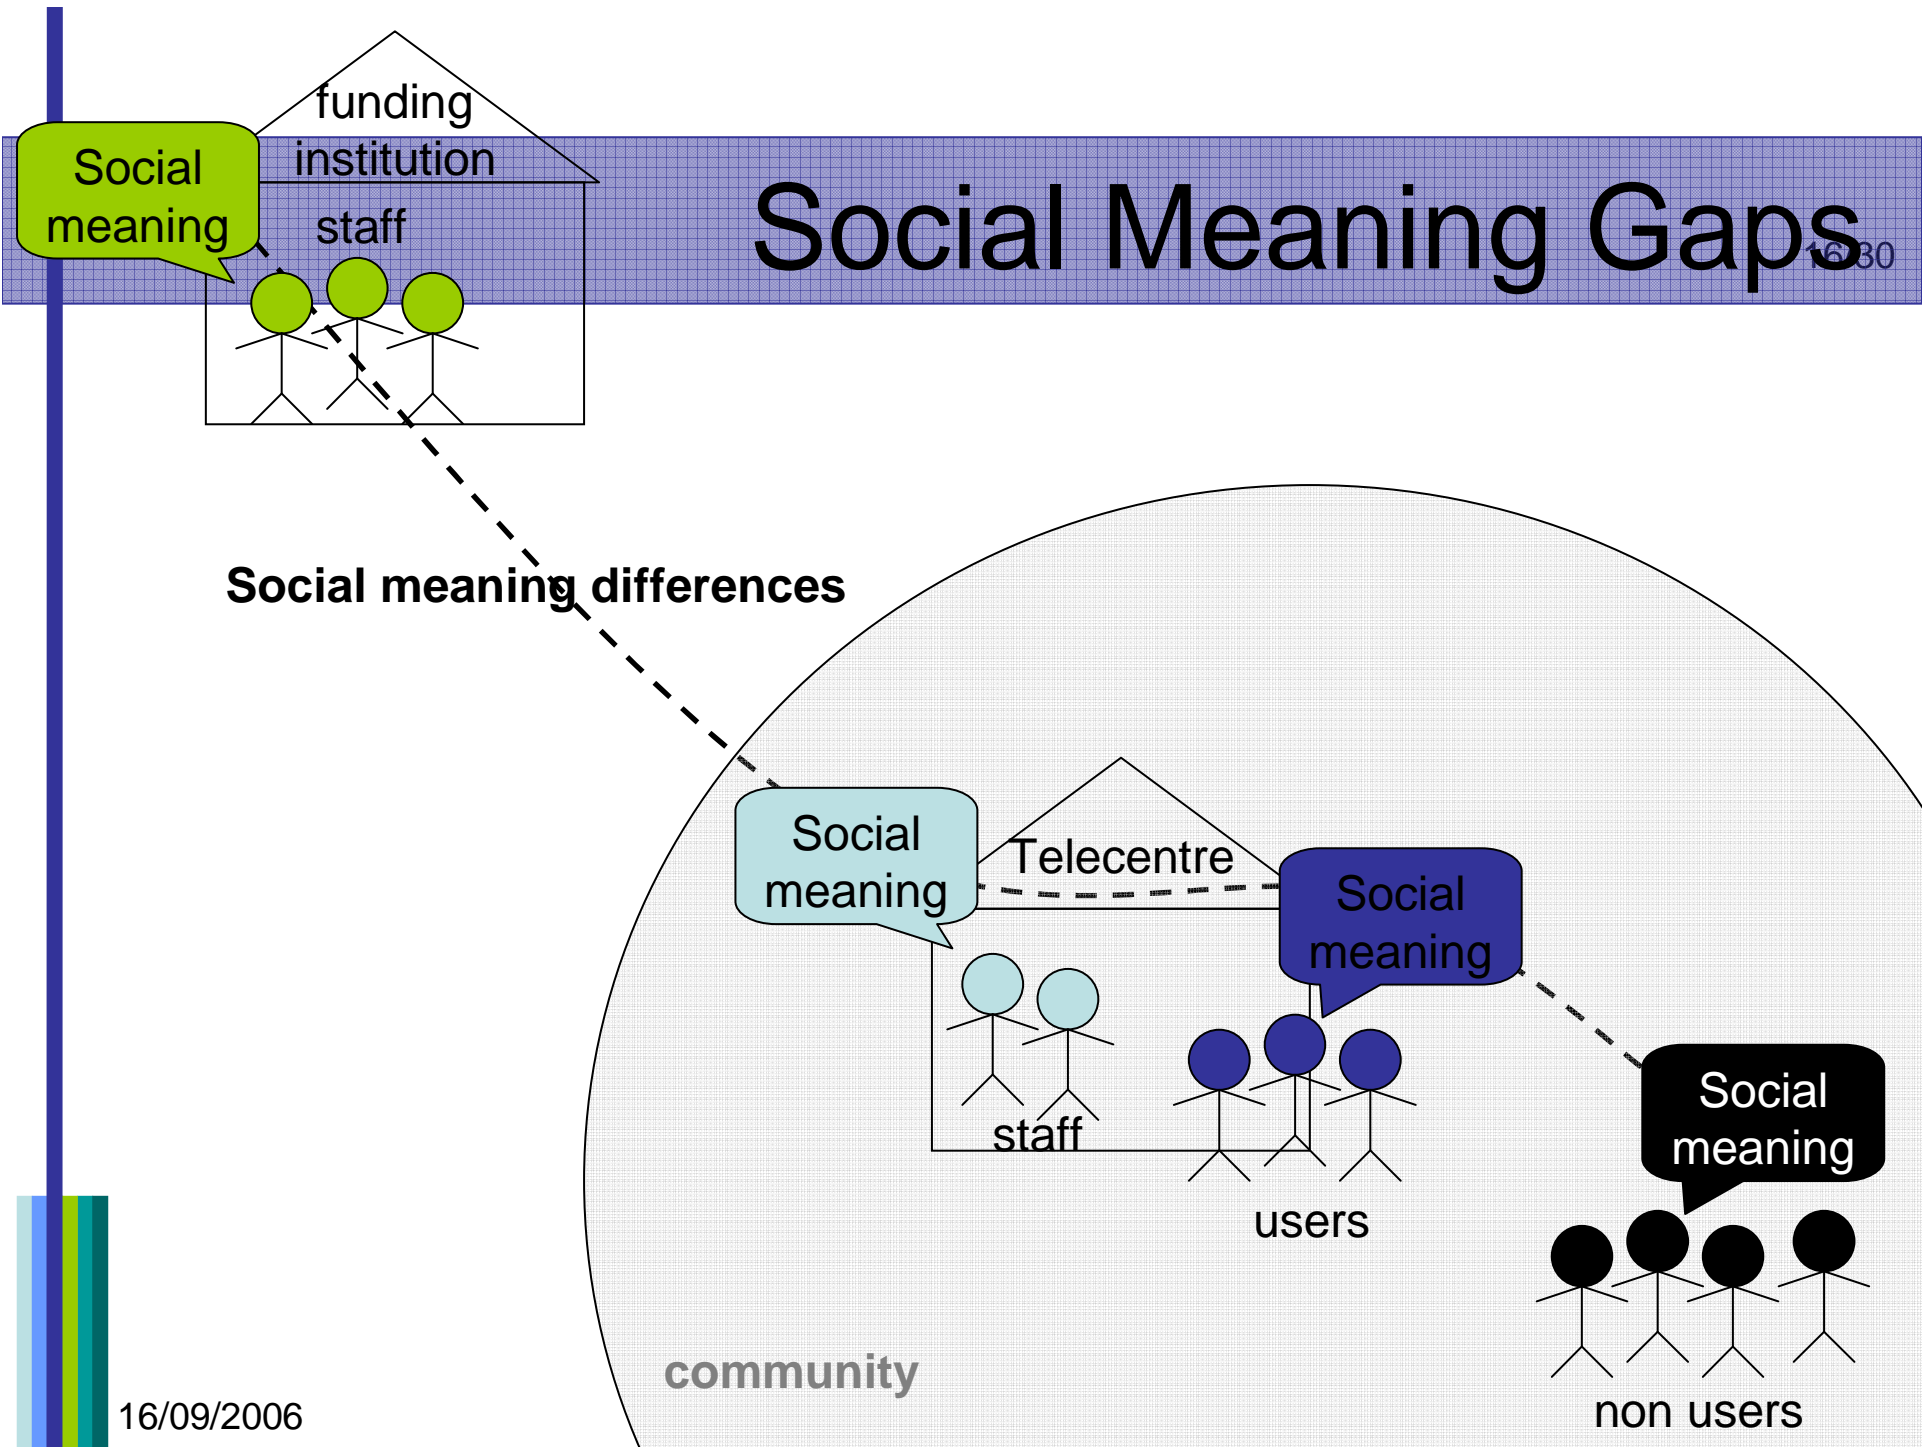 funding
institution
staff
Social
meaning
Social Meaning Gaps
16/30
Social meaning differences
Social
meaning
Telecentre
Social
meaning
staff
users
Social
meaning
non users
community
16/09/2006